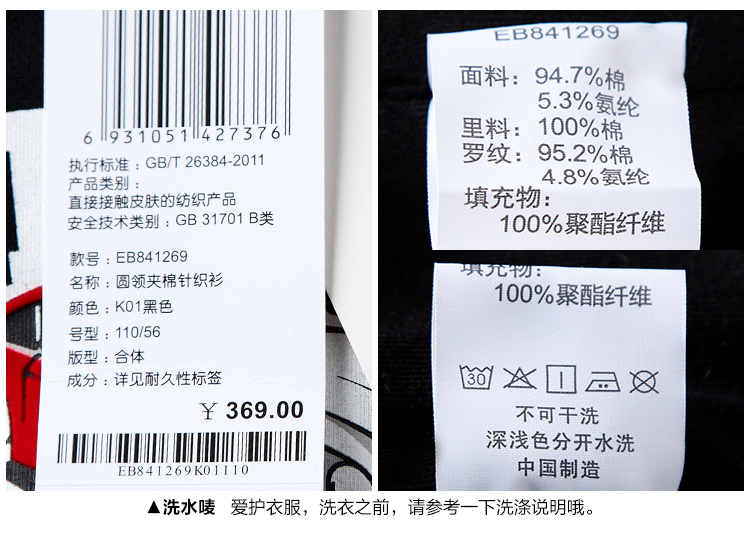 6 931051 427376
执行标准：GB/T 26384-2011
产品类别：
直接接触皮肤的纺织产品
安全技术类别：GB 31701 B类
款号：EB841269
名称：圆领夹棉针织衫
颜色：K01黑色
号型：110/56
版型：合体
成分：详见耐久性标签
￥ 369.00
EB841269K01110
EB841269
面料：94.7%棉
5.3%氨纶
里料：100%棉
罗纹：95.2%棉
4.8%氨纶
填充物：
100%聚酯纤维
填充物：
100%聚酯纤维
30
不可干洗
深浅色分开水洗
中国制造
▲洗水唛 爱护衣服，洗衣之前，请参考一下洗涤说明哦。